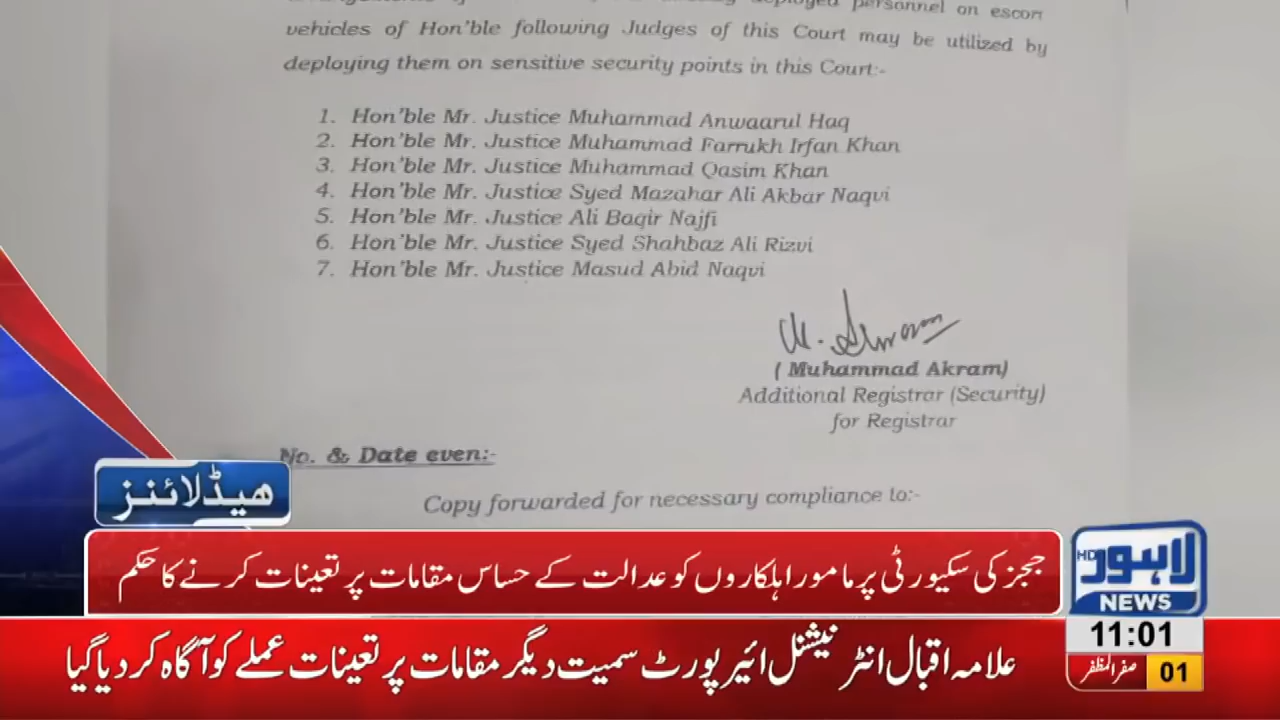 deployed personnel on escort
vehicles of Hon'ble following Judges of this Court may be utilized by
deploying them on sensitive security points in this Court:-
1. Hon'ble Mr. Justice Muhammad Anwaarul Haq
2. Hon'ble Mr. Justice Muhammad Farrukh Irfan Khan
3. Hon'ble Mr. Justice Muhammad Qasim Khan
4. Hon'ble Mr. Justice Syed Mazahar Ali Akbar Naqvi
5. Hon'ble Mr. Justice Ali Baqir Najfi
6. Hon'ble Mr. Justice Syed Shahbaz Ali Rizvi
7. Hon'ble Mr. Justice Masud Abid Naqvi
M. Akram
( Muhammad Akram)
Additional Registrar (Security)
for Registrar
No. & Date even:-
Copy forwarded for necessary compliance to:-
ہیڈلائنز
ججز کی سکیورٹی پر مامور اہلکاروں کو عدالت کے حساس مقامات پر تعینات کرنے کا حکم
لاہور HD
NEWS
11:01
علامہ اقبال انٹرنیشنل ائیرپورٹ سمیت دیگر مقامات پر تعینات عملے کو آگاہ کر دیا گیا
صفرالمظفر 01